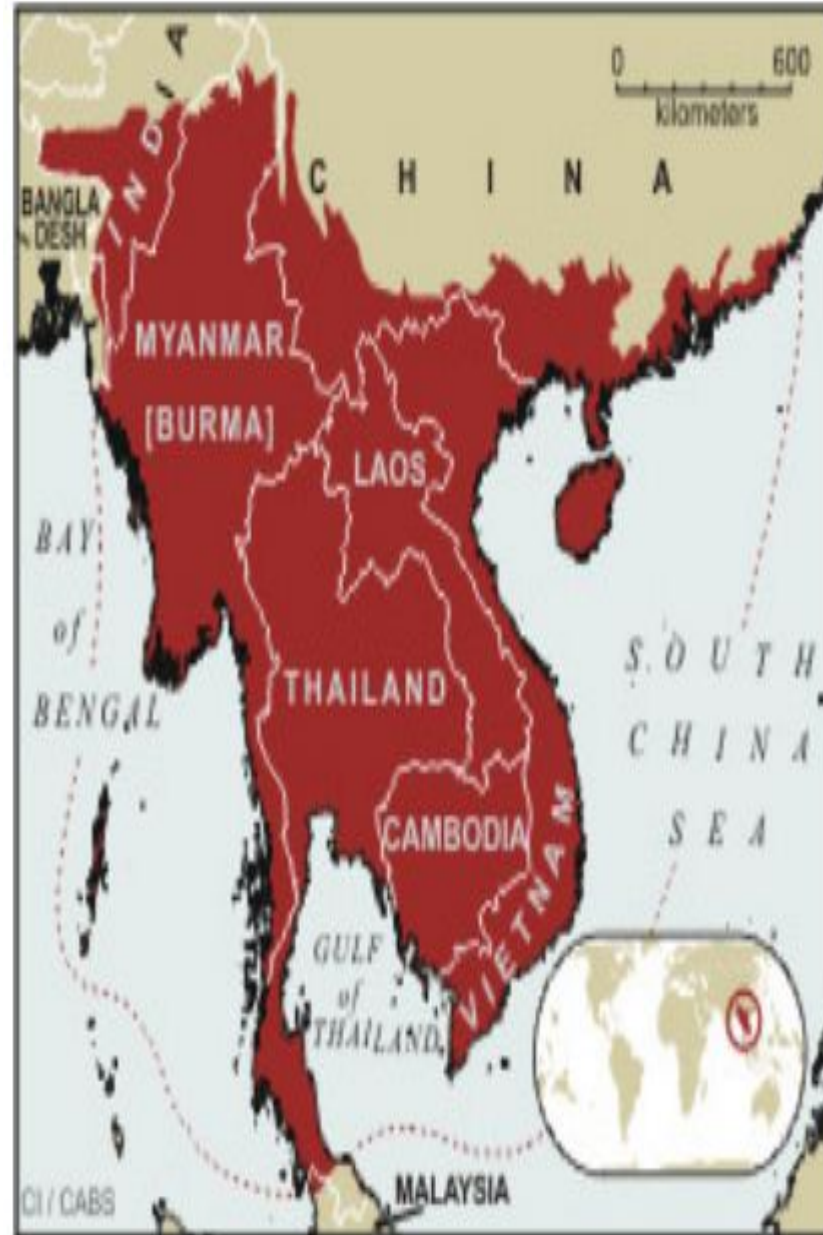 0 600
kilometers
INDIA
CHINA
BANGLA
DESH
MYANMAR
[BURMA]
LAOS
BAY
of
BENGAL
THAILAND
SOUTH
CHINA
SEA
CAMBODIA
VIETNAM
GULF
of
THAILAND
MALAYSIA
CI / CABS